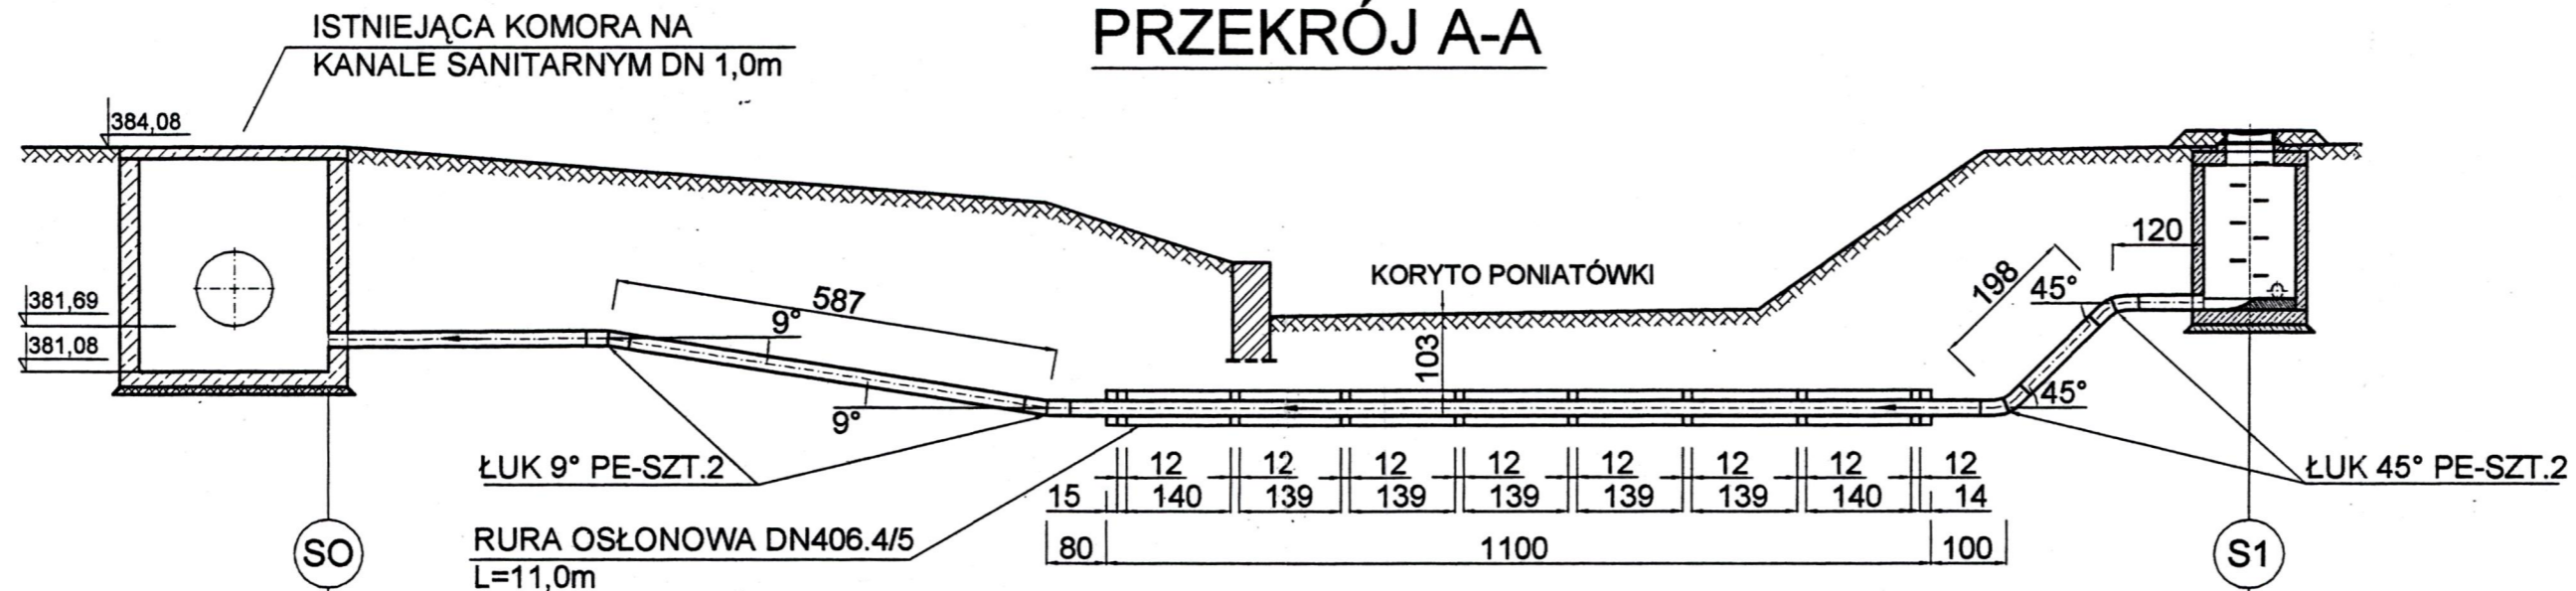 PRZEKRÓJ A-A
ISTNIEJĄCA KOMORA NA
KANALE SANITARNYM DN 1,0m
384,08
381,69
381,08
587
9°
9°
KORYTO PONIATÓWKI
103
120
198
45°
45°
ŁUK 9° PE-SZT.2
ŁUK 45° PE-SZT.2
12 12 12 12 12 12 12 12
15 140 139 139 139 139 139 140 14
80 1100 100
RURA OSŁONOWA DN406.4/5
L=11,0m
SO
S1